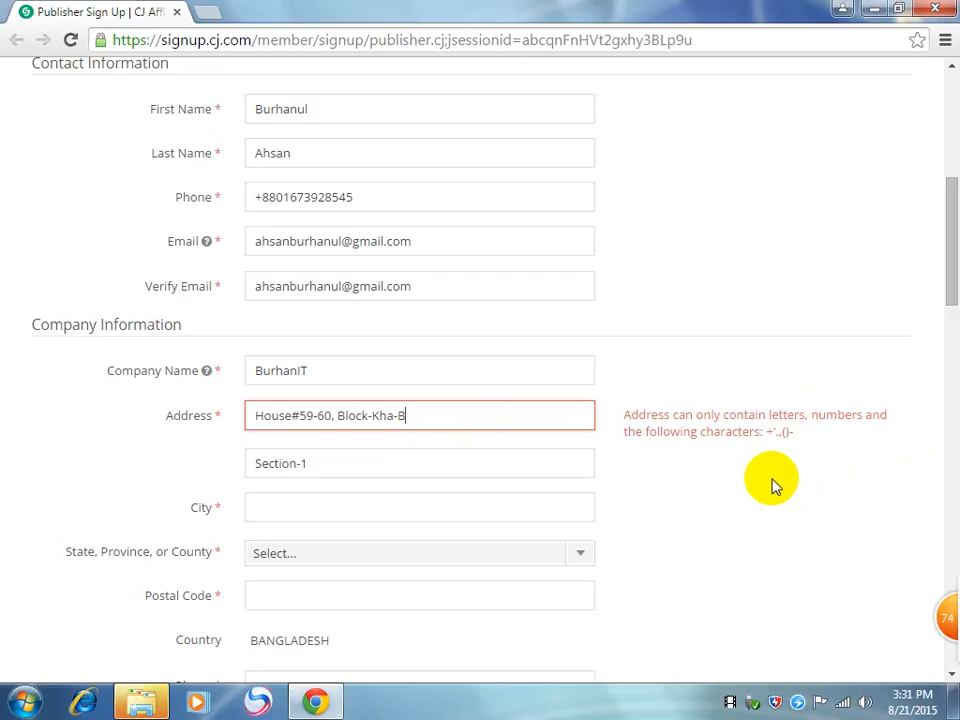 Publisher Sign Up | CJ Affi
https://signup.cj.com/member/signup/publisher.cj;jsessionid=abcqnFnHVt2gxhy3BLp9u
Contact Information
First Name *
Burhanul
Last Name *
Ahsan
Phone *
+8801673928545
Email ? *
ahsanburhanul@gmail.com
Verify Email *
ahsanburhanul@gmail.com
Company Information
Company Name ? *
BurhanIT
Address *
House#59-60, Block-Kha-B
Address can only contain letters, numbers and
the following characters: +'.,()-
Section-1
City *
State, Province, or County *
Select...
Postal Code *
Country
BANGLADESH
74
3:31 PM
8/21/2015